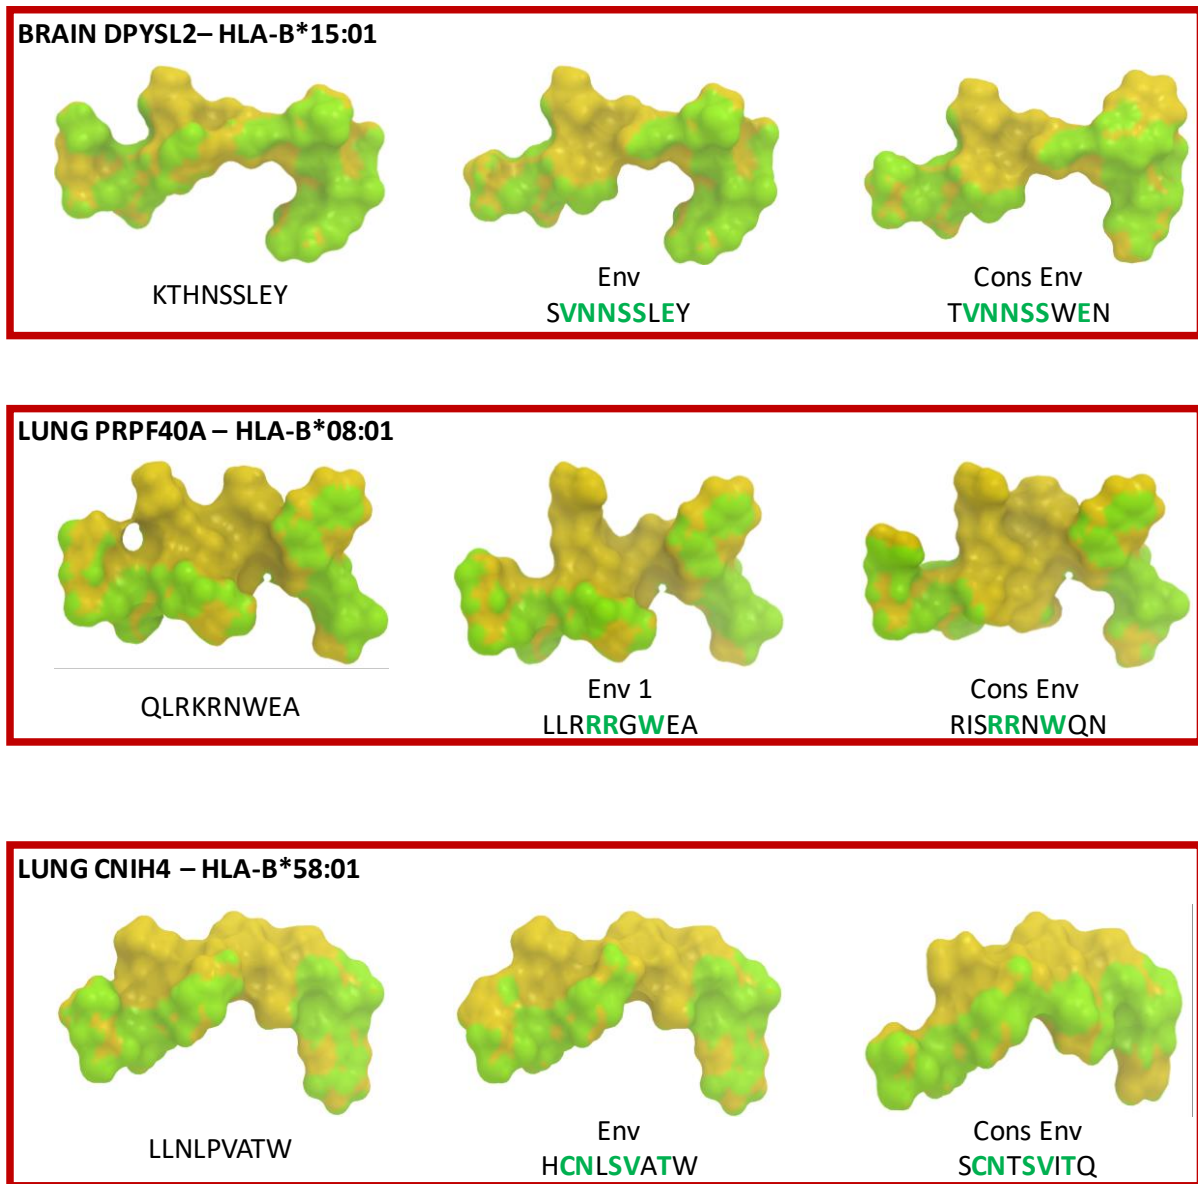 BRAIN DPYSL2– HLA-B*15:01
KTHNSSLEY
Env
SVNNSSLEY
Cons Env
TVNNSSWEN
LUNG PRPF40A – HLA-B*08:01
QLRKRNWEA
Env 1
LLRRRGWEA
Cons Env
RISRRNWQN
LUNG CNIH4 – HLA-B*58:01
LLNLPVATW
Env
HCNLSVATW
Cons Env
SCNTSVITQ